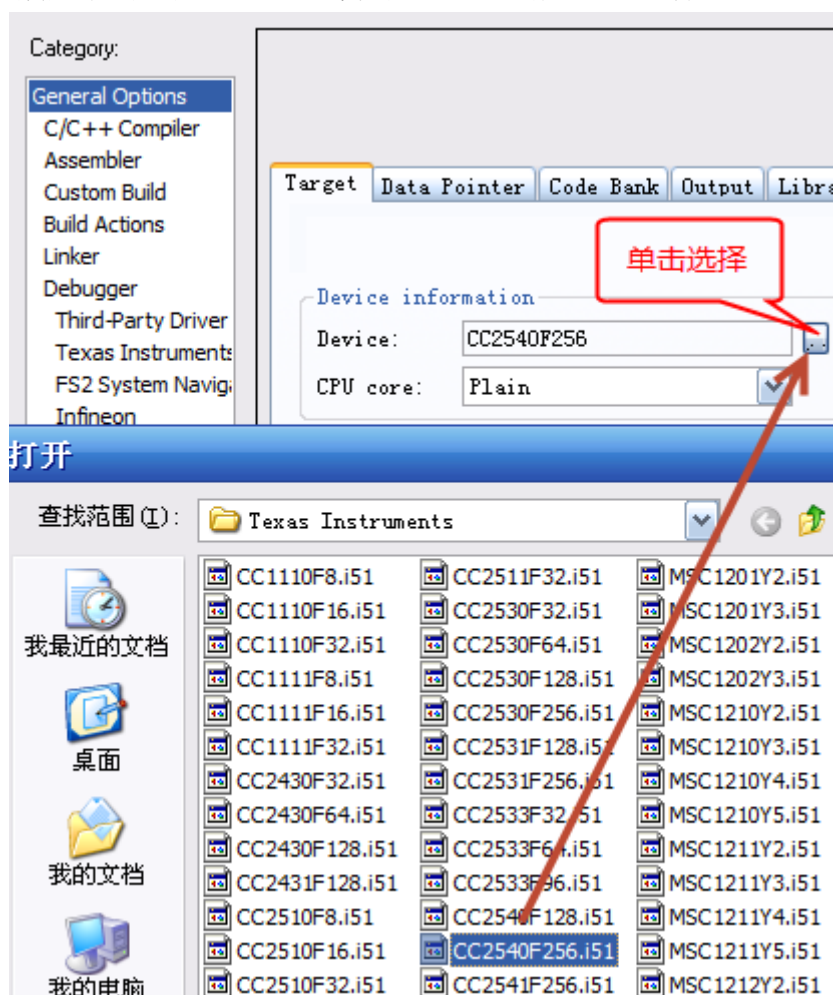 Category:
General Options
C/C++ Compiler
Assembler
Custom Build
Build Actions
Linker
Debugger
Third-Party Driver
Texas Instruments
FS2 System Naviga
Infineon
Target Data Pointer Code Bank Output Libra
单击选择
Device information
Device: CC2540F256
CPU core: Plain
打开
查找范围(I): Texas Instruments
我最近的文档
桌面
我的文档
我的电脑
CC1110F8.i51 CC2511F32.i51 MSC1201Y2.i51
CC1110F16.i51 CC2530F32.i51 MSC1201Y3.i51
CC1110F32.i51 CC2530F64.i51 MSC1202Y2.i51
CC1111F8.i51 CC2530F128.i51 MSC1202Y3.i51
CC1111F16.i51 CC2530F256.i51 MSC1210Y2.i51
CC1111F32.i51 CC2531F128.i51 MSC1210Y3.i51
CC2430F32.i51 CC2531F256.i51 MSC1210Y4.i51
CC2430F64.i51 CC2533F32.i51 MSC1210Y5.i51
CC2430F128.i51 CC2533F64.i51 MSC1211Y2.i51
CC2431F128.i51 CC2533F96.i51 MSC1211Y3.i51
CC2510F8.i51 CC2540F128.i51 MSC1211Y4.i51
CC2510F16.i51 CC2540F256.i51 MSC1211Y5.i51
CC2510F32.i51 CC2541F256.i51 MSC1212Y2.i51